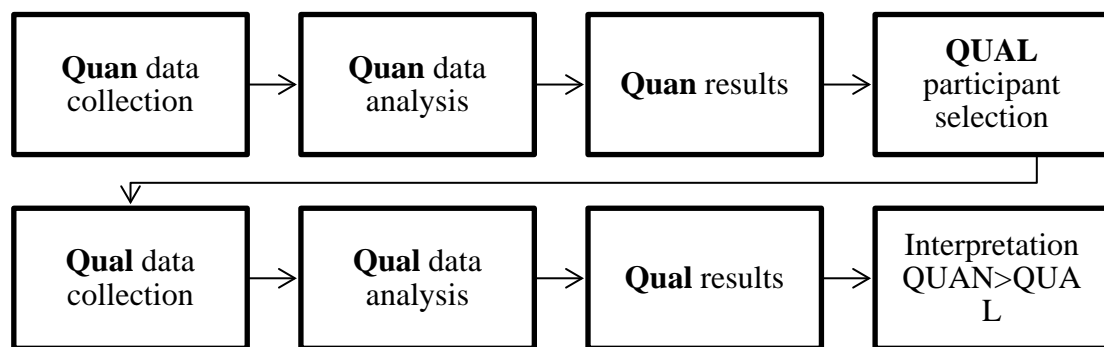 Quan data
collection
Quan data
analysis
Quan results
QUAL
participant
selection
Qual data
collection
Qual data
analysis
Qual results
Interpretation
QUAN>QUA
L